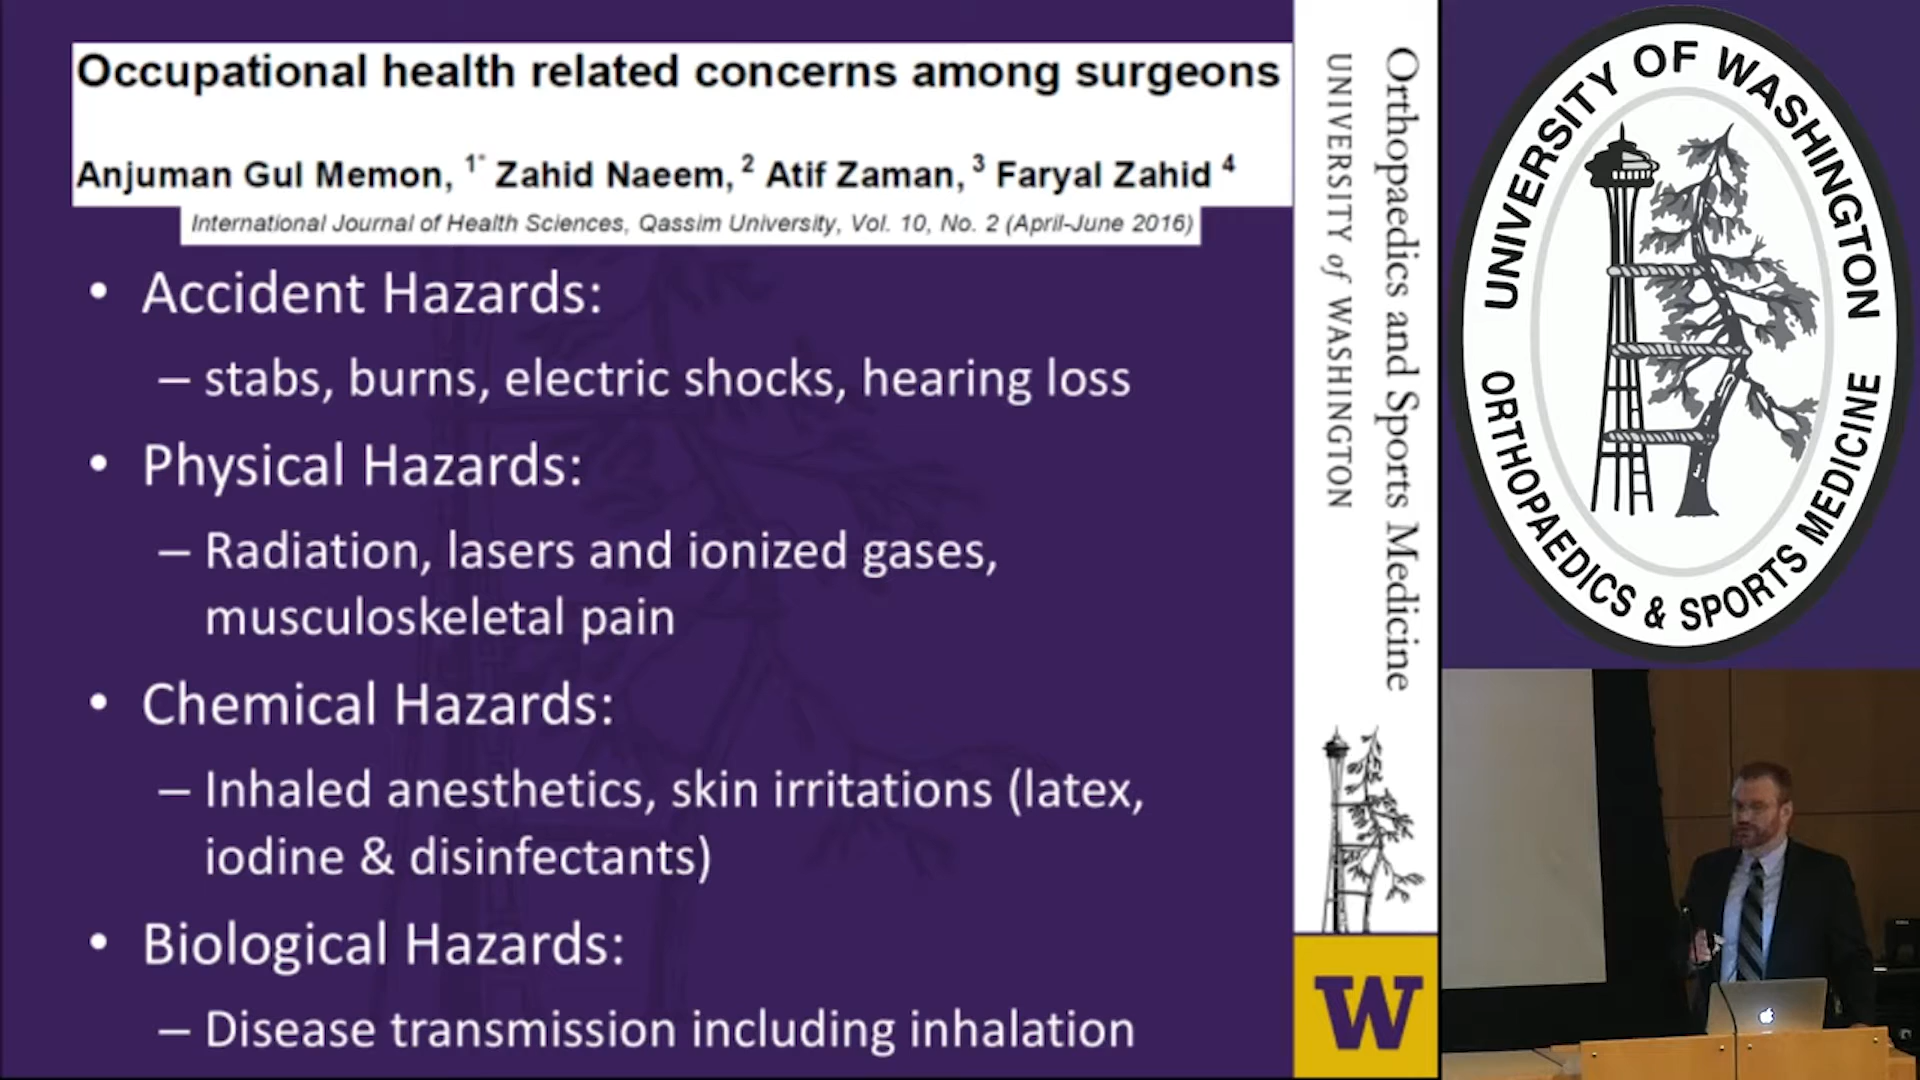 Occupational health related concerns among surgeons
Anjuman Gul Memon, 1* Zahid Naeem, 2 Atif Zaman, 3 Faryal Zahid 4
International Journal of Health Sciences, Qassim University, Vol. 10, No. 2 (April-June 2016)
• Accident Hazards:
– stabs, burns, electric shocks, hearing loss
• Physical Hazards:
– Radiation, lasers and ionized gases,
musculoskeletal pain
• Chemical Hazards:
– Inhaled anesthetics, skin irritations (latex,
iodine & disinfectants)
• Biological Hazards:
– Disease transmission including inhalation
Orthopaedics and Sports Medicine
UNIVERSITY of WASHINGTON
W
UNIVERSITY OF WASHINGTON
ORTHOPAEDICS & SPORTS MEDICINE